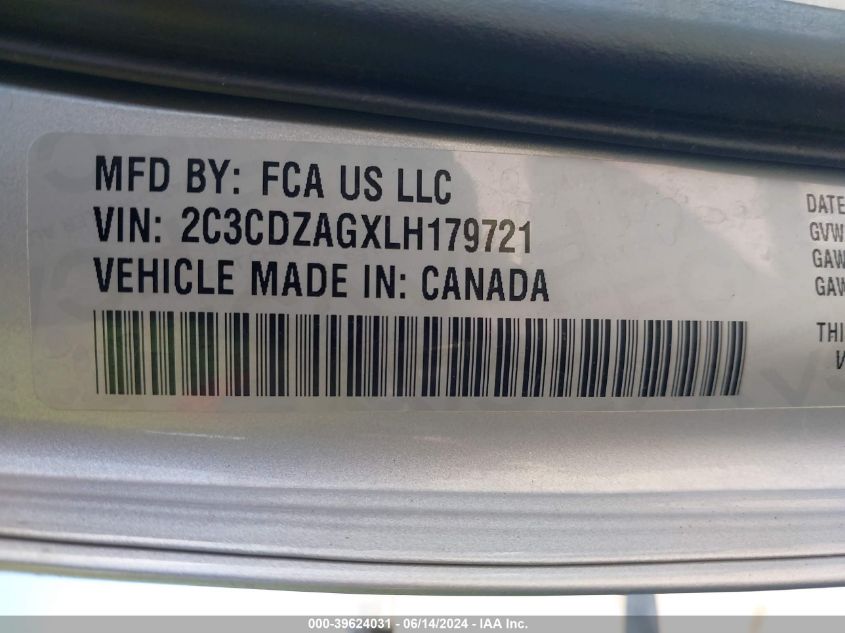 MFD BY: FCA US LLC
VIN: 2C3CDZAGXLH179721
VEHICLE MADE IN: CANADA
DATE
GVW
GAW
GAW
THI
000-39624031 - 06/14/2024 - IAA Inc.